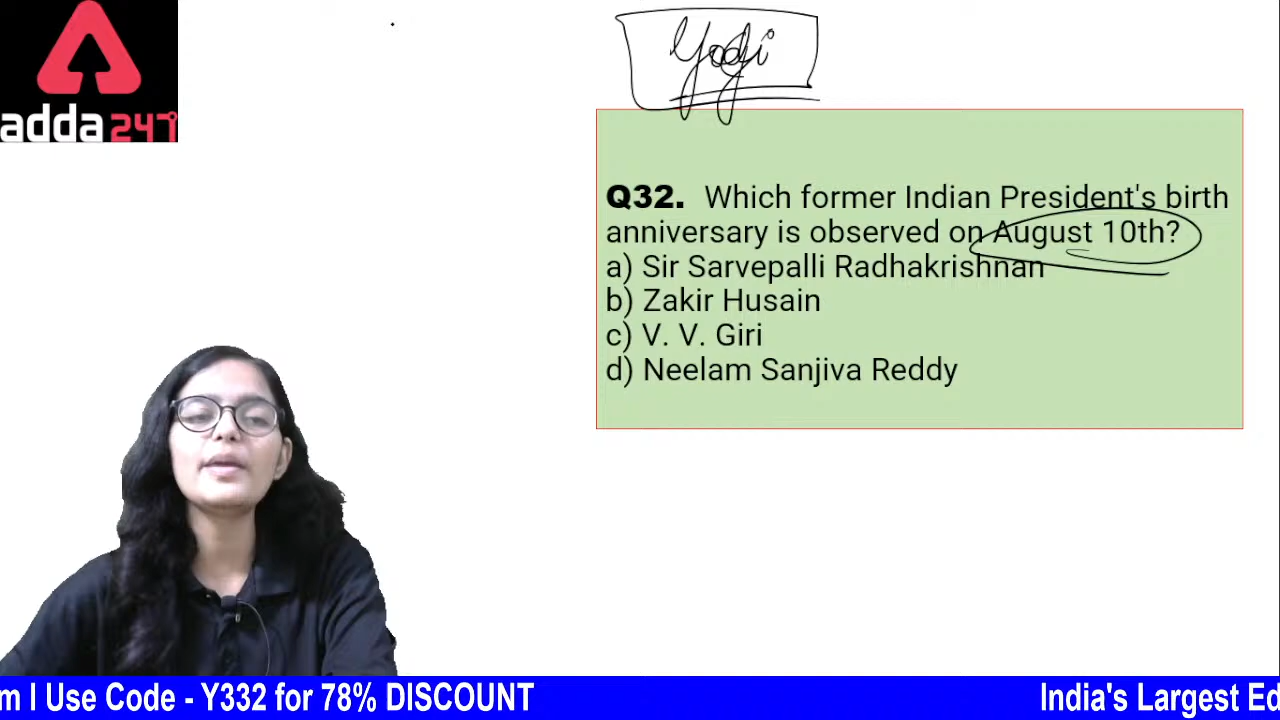 adda247
Yogi
Q32. Which former Indian President's birth
anniversary is observed on August 10th?
a) Sir Sarvepalli Radhakrishnan
b) Zakir Husain
c) V. V. Giri
d) Neelam Sanjiva Reddy
m I Use Code - Y332 for 78% DISCOUNT India's Largest Ed